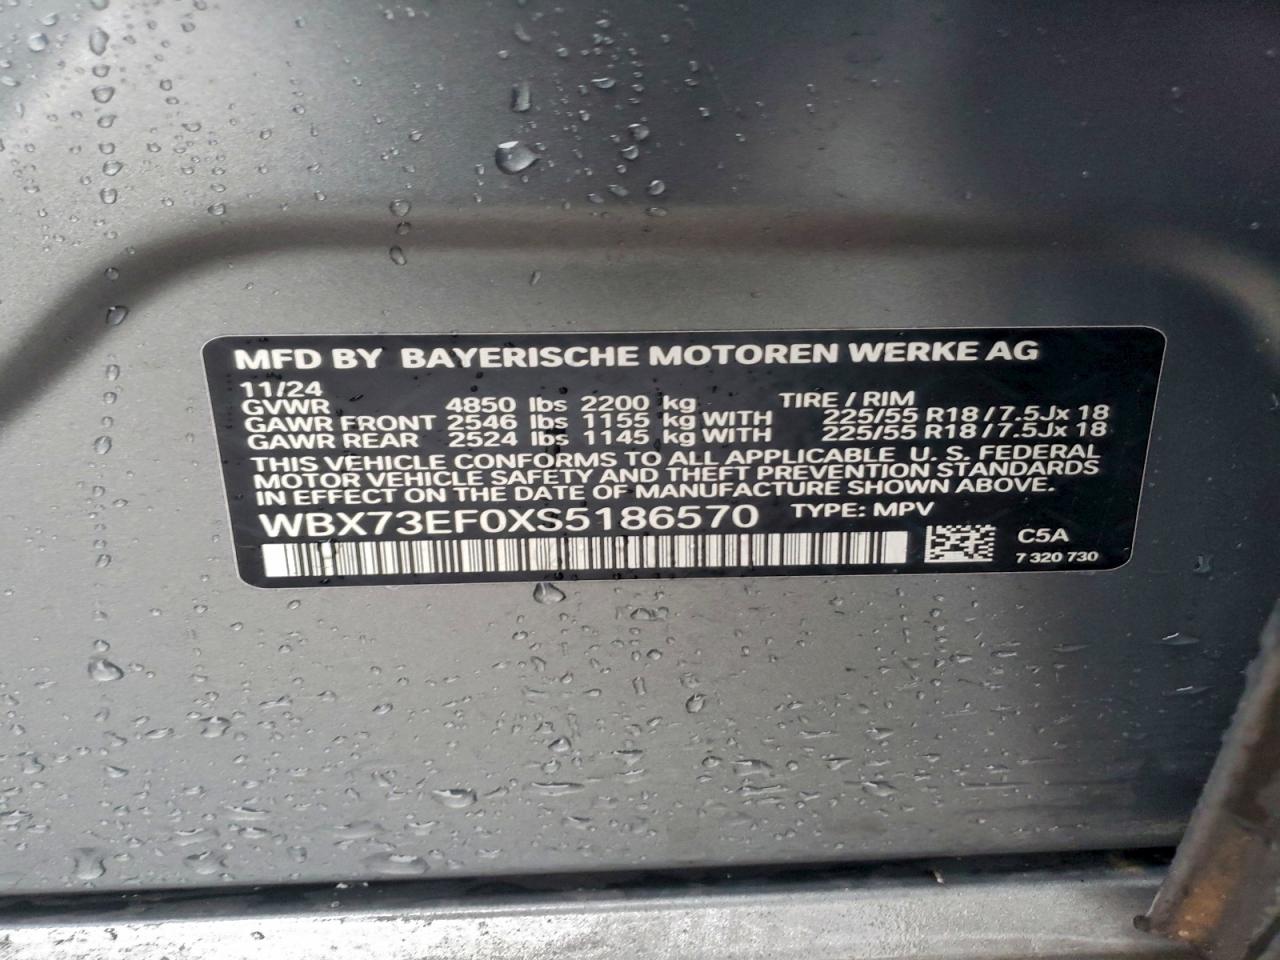 MFD BY BAYERISCHE MOTOREN WERKE AG
11/24
GVWR 4850 lbs 2200 kg TIRE / RIM
GAWR FRONT 2546 lbs 1155 kg WITH 225/55 R18 / 7.5Jx 18
GAWR REAR 2524 lbs 1145 kg WITH 225/55 R18 / 7.5Jx 18
THIS VEHICLE CONFORMS TO ALL APPLICABLE U. S. FEDERAL
MOTOR VEHICLE SAFETY AND THEFT PREVENTION STANDARDS
IN EFFECT ON THE DATE OF MANUFACTURE SHOWN ABOVE.
WBX73EF0XS5186570 TYPE: MPV
C5A
7 320 730